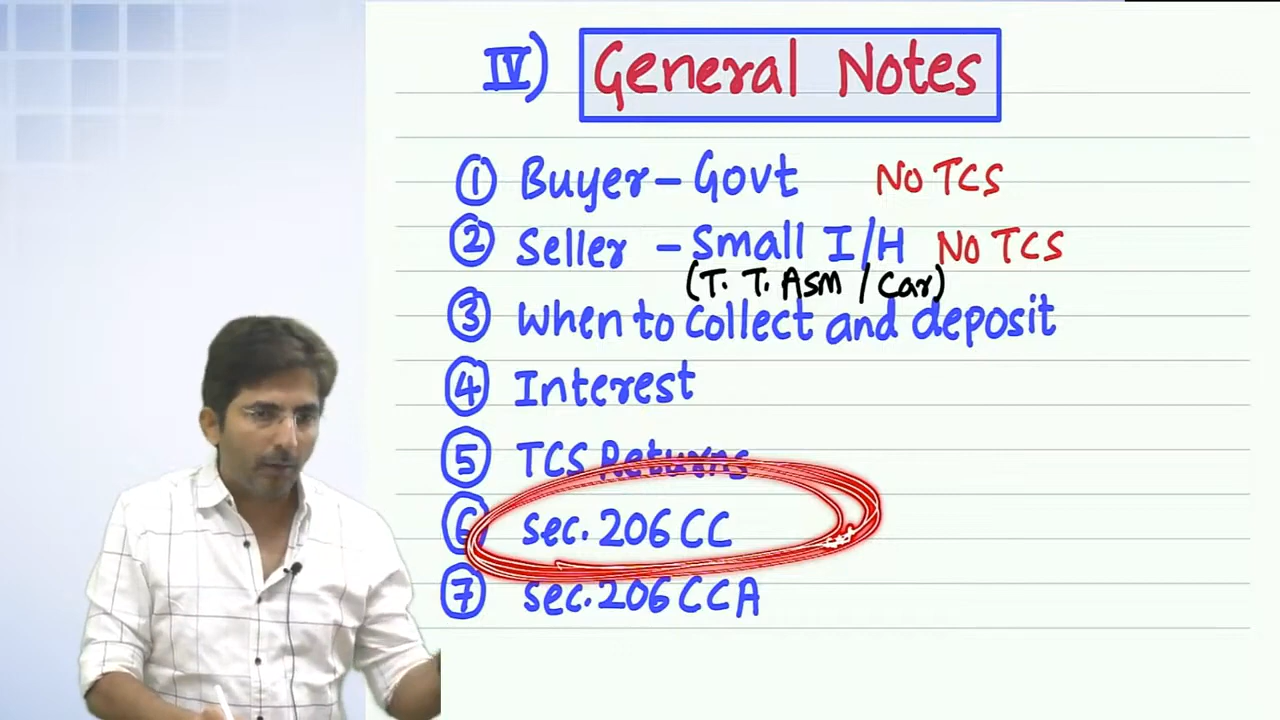 IV) General Notes
① Buyer – Govt No TCS
② Seller – Small I/H No TCS
(T. T. ASM / Car)
③ When to collect and deposit
④ Interest
⑤ TCS Returns
⑥ Sec. 206 CC
⑦ Sec. 206 CCA